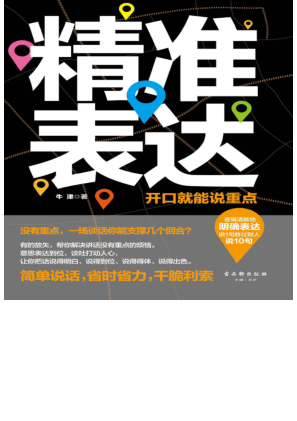 精准
表达
牛津◎著
开口就能说重点
逻辑清晰地
明确表达
说1句胜过别人
说10句
没有重点，一场谈话你能支撑几个回合？
有的放矢，帮你解决讲话没有重点的烦恼。
意思表达到位，谈吐打动人心，
让你把话说得明白、说得到位、说得得体、说得出色。
简单说话，省时省力，干脆利索
古吴轩出版社